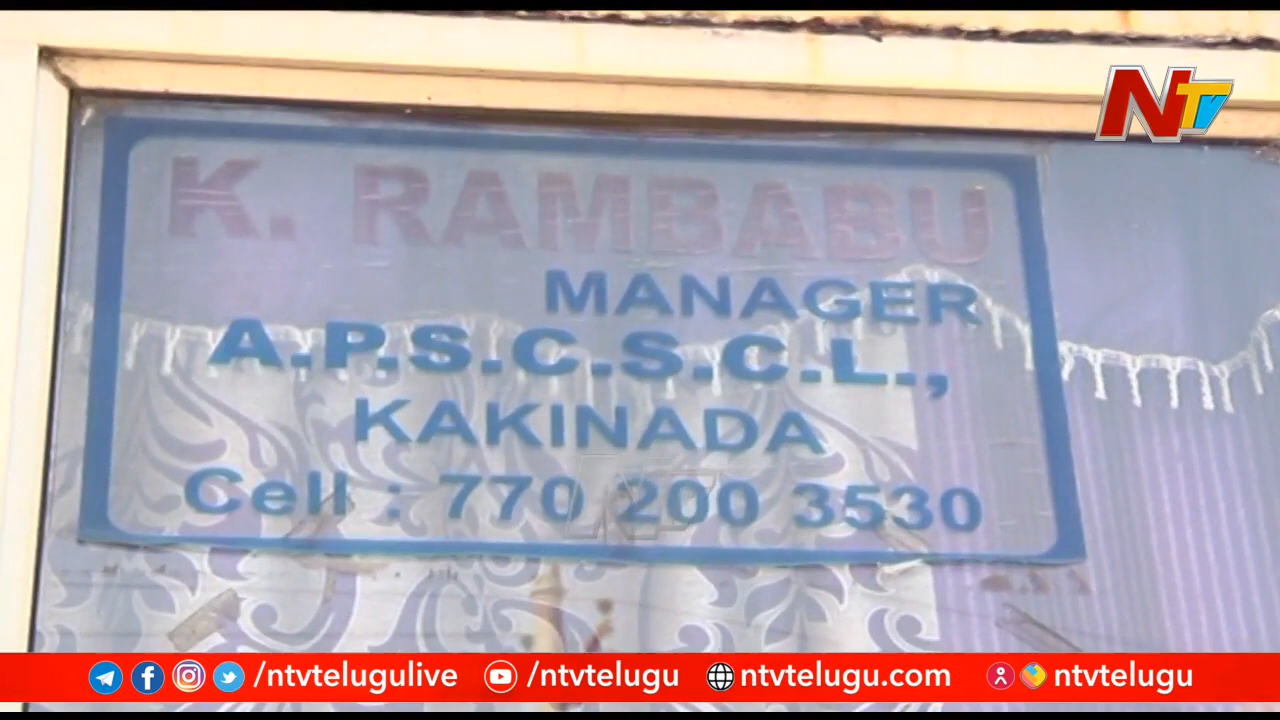 NTV
K. RAMBABU
MANAGER
A.P.S.C.S.C.L.,
KAKINADA
Cell : 770 200 3530
/ntvtelugulive /ntvtelugu ntvtelugu.com ntvtelugu